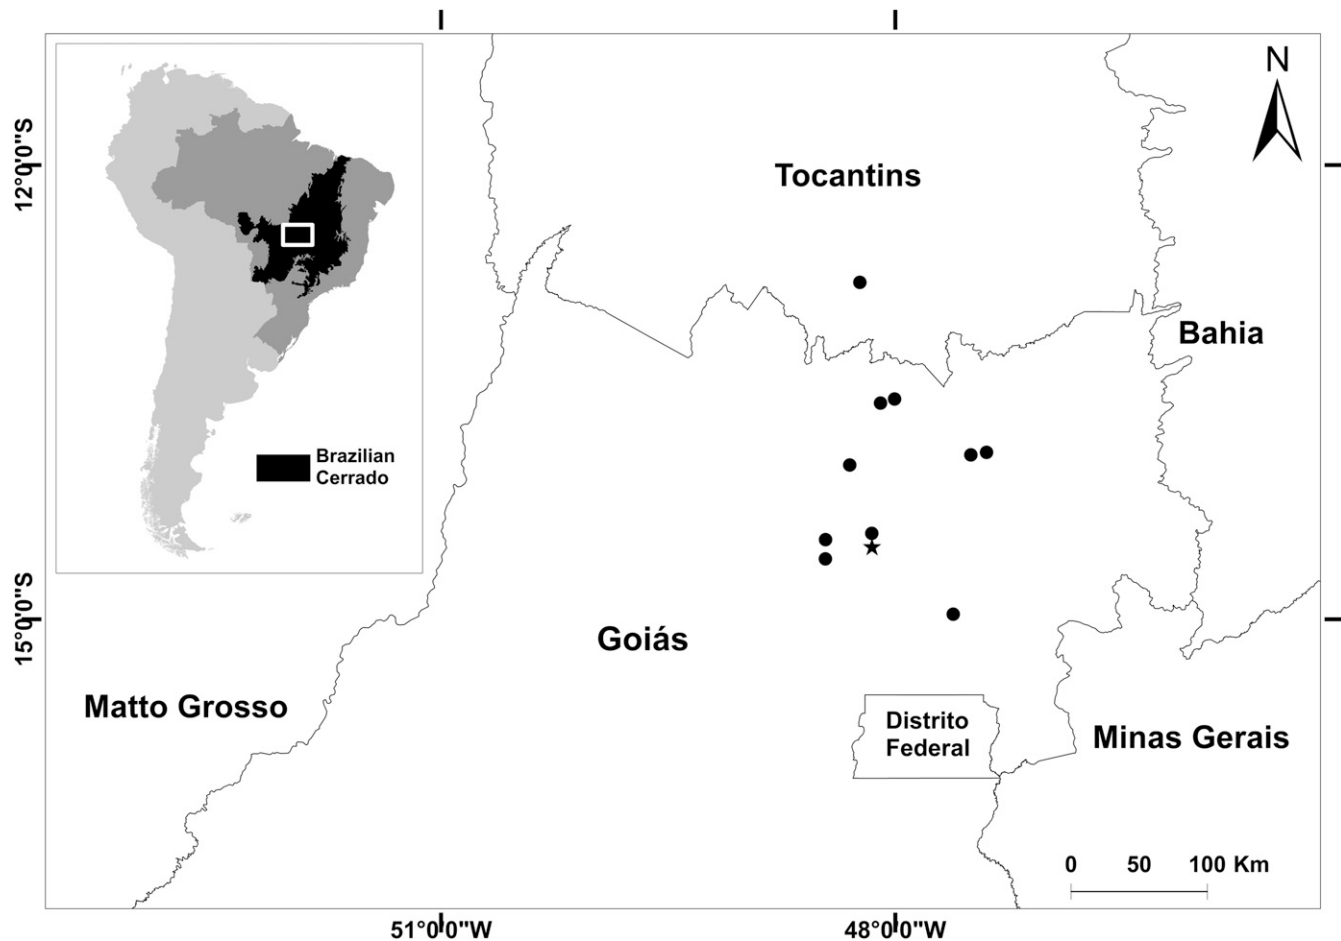 N
12°0'0"S
Tocantins
Bahia
Brazilian
Cerrado
15°0'0"S
Goiás
Matto Grosso
Distrito
Federal
Minas Gerais
0 50 100 Km
51°0'0"W 48°0'0"W